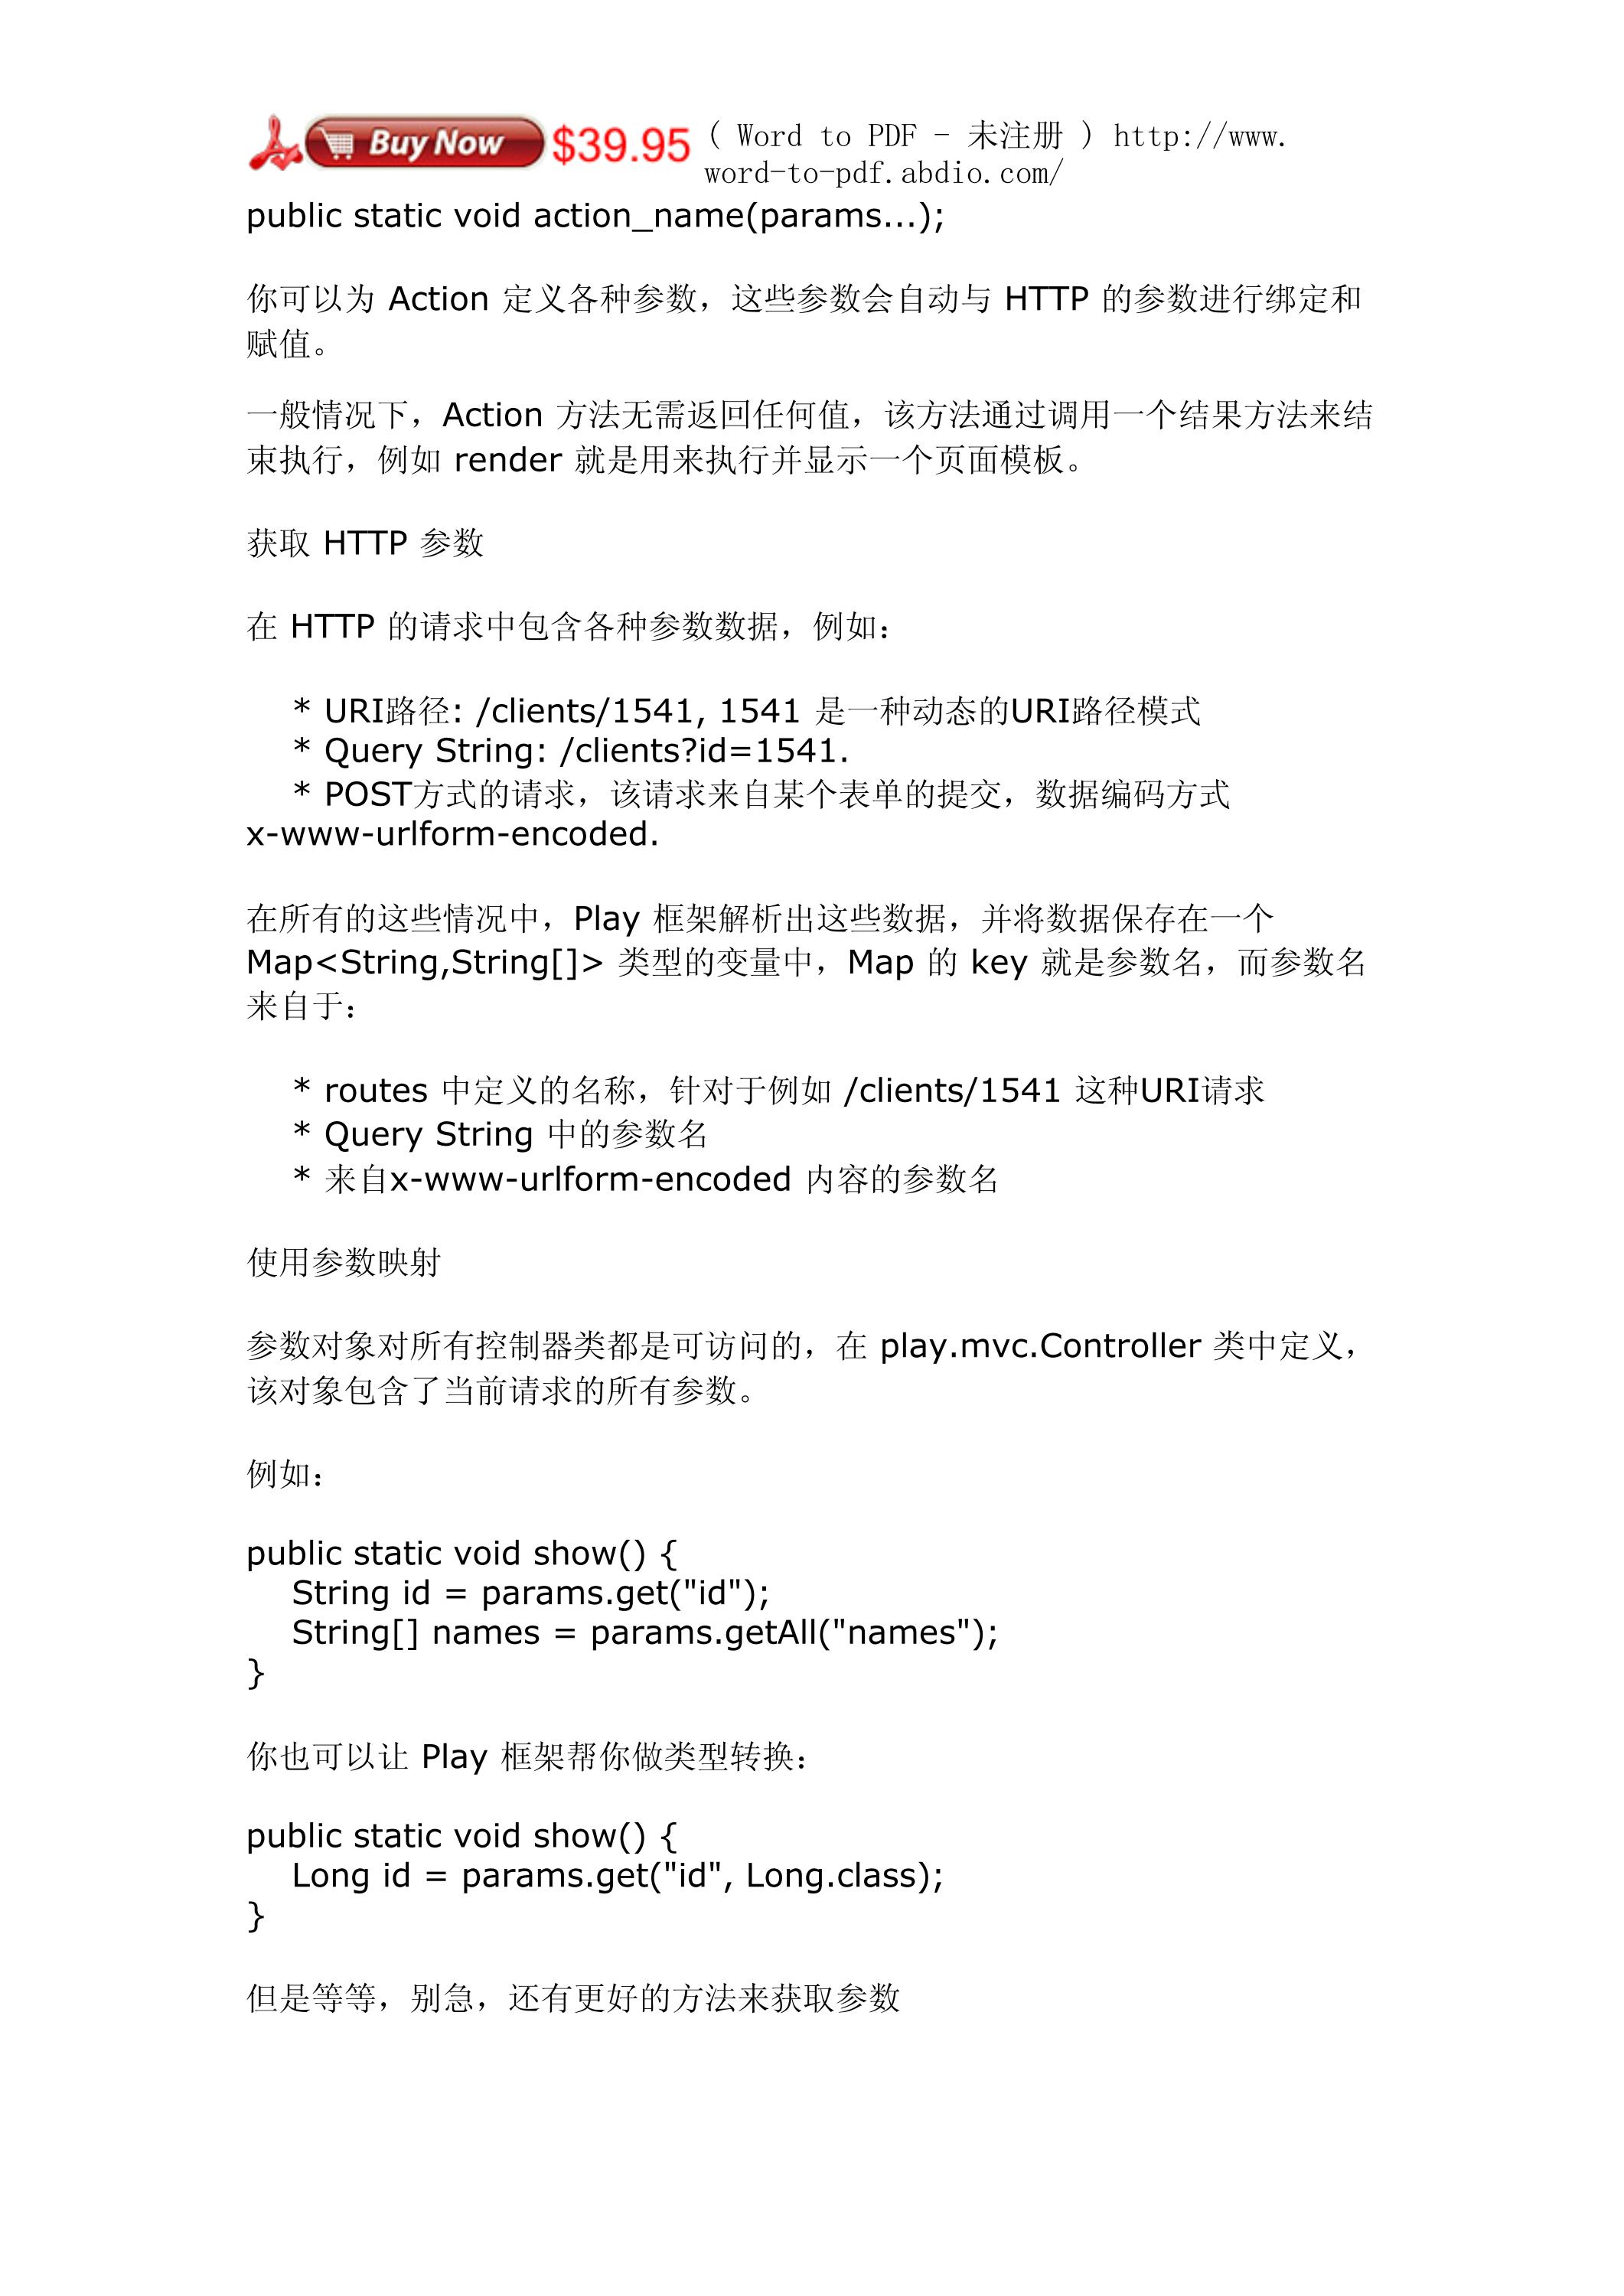 Buy Now $39.95 ( Word to PDF - 未注册 ) http://www.
word-to-pdf.abdio.com/
public static void action_name(params...);
你可以为 Action 定义各种参数，这些参数会自动与 HTTP 的参数进行绑定和
赋值。
一般情况下，Action 方法无需返回任何值，该方法通过调用一个结果方法来结
束执行，例如 render 就是用来执行并显示一个页面模板。
获取 HTTP 参数
在 HTTP 的请求中包含各种参数数据，例如：
* URI路径: /clients/1541, 1541 是一种动态的URI路径模式
* Query String: /clients?id=1541.
* POST方式的请求，该请求来自某个表单的提交，数据编码方式
x-www-urlform-encoded.
在所有的这些情况中，Play 框架解析出这些数据，并将数据保存在一个
Map<String,String[]> 类型的变量中，Map 的 key 就是参数名，而参数名
来自于：
* routes 中定义的名称，针对于例如 /clients/1541 这种URI请求
* Query String 中的参数名
* 来自x-www-urlform-encoded 内容的参数名
使用参数映射
参数对象对所有控制器类都是可访问的，在 play.mvc.Controller 类中定义，
该对象包含了当前请求的所有参数。
例如：
public static void show() {
String id = params.get("id");
String[] names = params.getAll("names");
}
你也可以让 Play 框架帮你做类型转换：
public static void show() {
Long id = params.get("id", Long.class);
}
但是等等，别急，还有更好的方法来获取参数